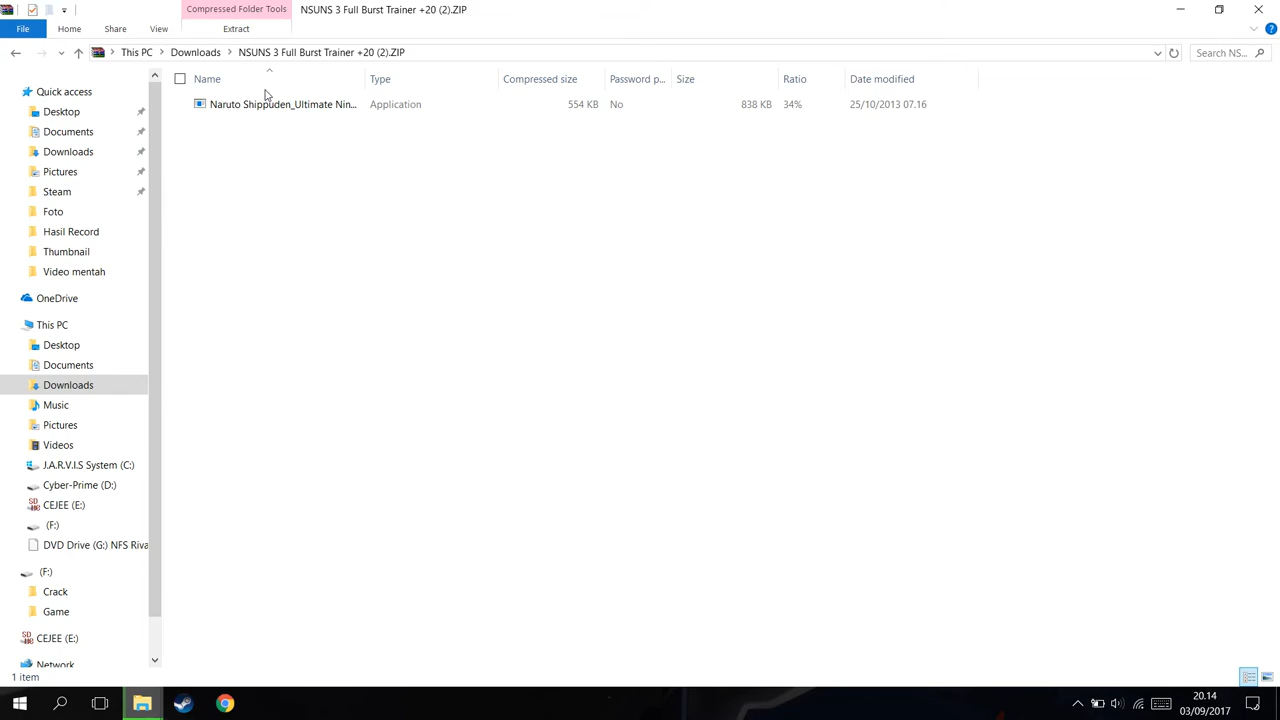 Compressed Folder Tools
NSUNS 3 Full Burst Trainer +20 (2).ZIP
File
Home
Share
View
Extract
This PC
Downloads
NSUNS 3 Full Burst Trainer +20 (2).ZIP
Search NS...
Name
Type
Compressed size
Password p...
Size
Ratio
Date modified
Naruto Shippuden_Ultimate Nin...
Application
554 KB
No
838 KB
34%
25/10/2013 07.16
Quick access
Desktop
Documents
Downloads
Pictures
Steam
Foto
Hasil Record
Thumbnail
Video mentah
OneDrive
This PC
Desktop
Documents
Downloads
Music
Pictures
Videos
J.A.R.V.I.S System (C:)
Cyber-Prime (D:)
CEJEE (E:)
(F:)
DVD Drive (G:) NFS Riva
(F:)
Crack
Game
CEJEE (E:)
Network
1 item
20.14
03/09/2017